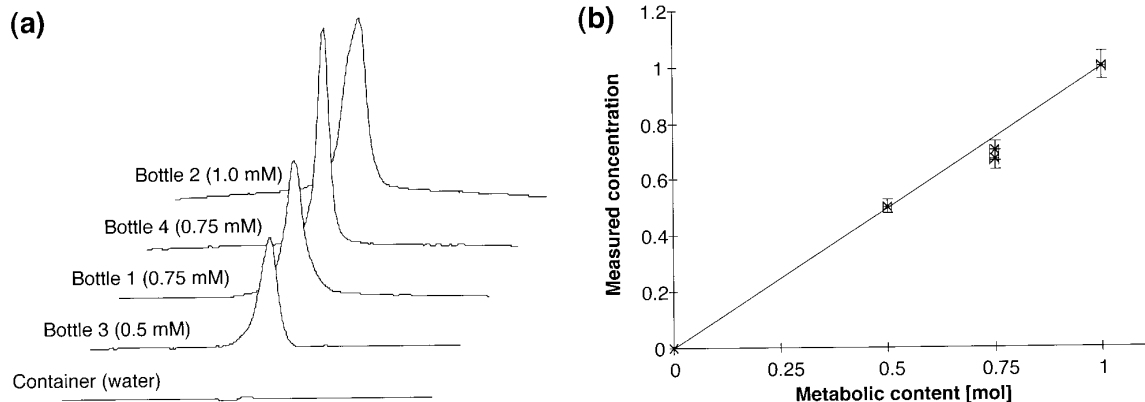 (a)
Bottle 2 (1.0 mM)
Bottle 4 (0.75 mM)
Bottle 1 (0.75 mM)
Bottle 3 (0.5 mM)
Container (water)
(b)
Measured concentration
1.2
1
0.8
0.6
0.4
0.2
0
0
0.25
0.5
0.75
1
Metabolic content [mol]